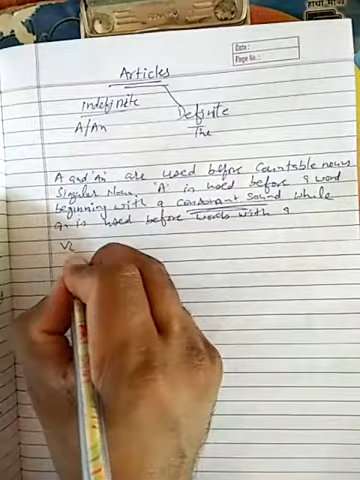 हाथी
Date :
Page No. :
Articles
Indefinite
Definite
A/An
The
A and 'An' are used before Countable nouns
Singular Noun, 'A' is used before a word
beginning with a consonant sound while
an is used before words with a